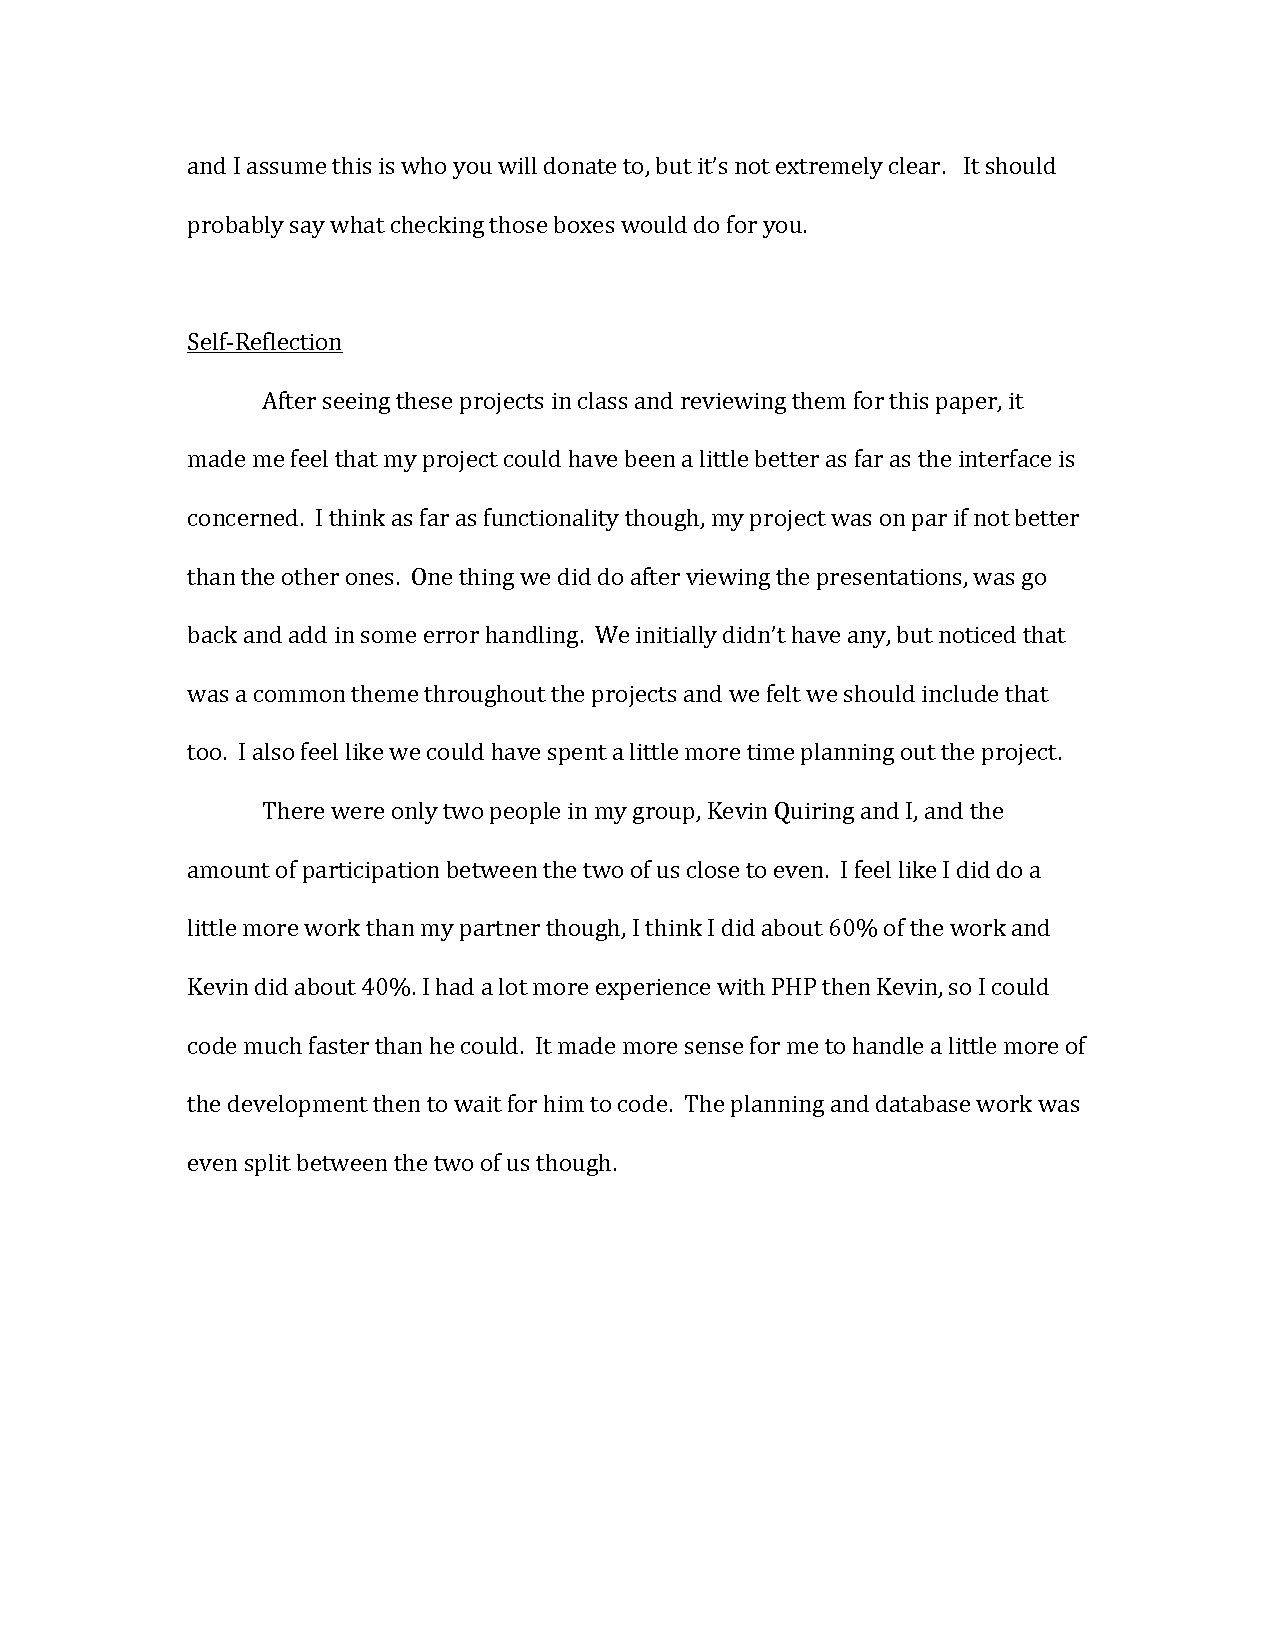 and I assume this is who you will donate to, but it’s not extremely clear.   It should
probably say what checking those boxes would do for you.
Self-Reflection
After seeing these projects in class and reviewing them for this paper, it
made me feel that my project could have been a little better as far as the interface is
concerned.  I think as far as functionality though, my project was on par if not better
than the other ones.  One thing we did do after viewing the presentations, was go
back and add in some error handling.  We initially didn’t have any, but noticed that
was a common theme throughout the projects and we felt we should include that
too.  I also feel like we could have spent a little more time planning out the project.
There were only two people in my group, Kevin Quiring and I, and the
amount of participation between the two of us close to even.  I feel like I did do a
little more work than my partner though, I think I did about 60% of the work and
Kevin did about 40%. I had a lot more experience with PHP then Kevin, so I could
code much faster than he could.  It made more sense for me to handle a little more of
the development then to wait for him to code.  The planning and database work was
even split between the two of us though.